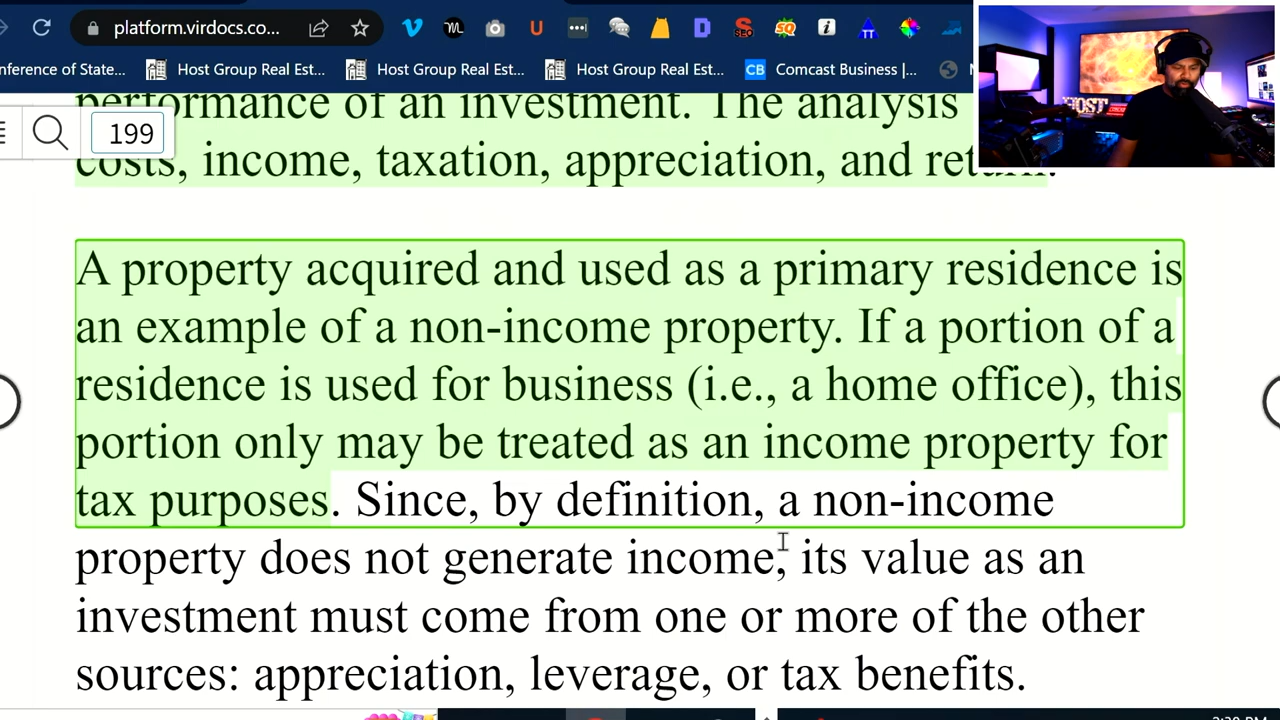 platform.virdocs.co...
nference of State...
Host Group Real Est...
Host Group Real Est...
Host Group Real Est...
CB Comcast Business |...
199
performance of an investment. The analysis
costs, income, taxation, appreciation, and return.
A property acquired and used as a primary residence is
an example of a non-income property. If a portion of a
residence is used for business (i.e., a home office), this
portion only may be treated as an income property for
tax purposes. Since, by definition, a non-income
property does not generate income, its value as an
investment must come from one or more of the other
sources: appreciation, leverage, or tax benefits.